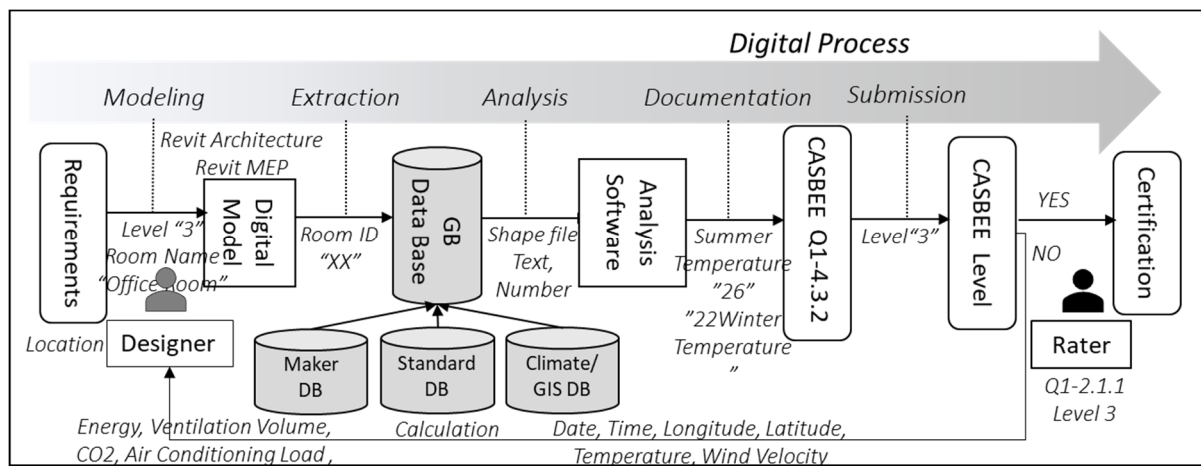 Digital Process
Modeling
Extraction
Analysis
Documentation
Submission
Requirements
Revit Architecture
Revit MEP
Level “3”
Room Name
“Office Room”
Digital
Model
Room ID
“XX”
GB
Data Base
Shape file
Text,
Number
Analysis
Software
Summer
Temperature
”26”
”22Winter
Temperature
”
CASBEE Q1-4.3.2
Level“3”
CASBEE
Level
YES
NO
Certification
Location
Designer
Maker
DB
Standard
DB
Climate/
GIS DB
Rater
Q1-2.1.1
Level 3
Energy, Ventilation Volume,
CO2, Air Conditioning Load ,
Calculation
Date, Time, Longitude, Latitude,
Temperature, Wind Velocity